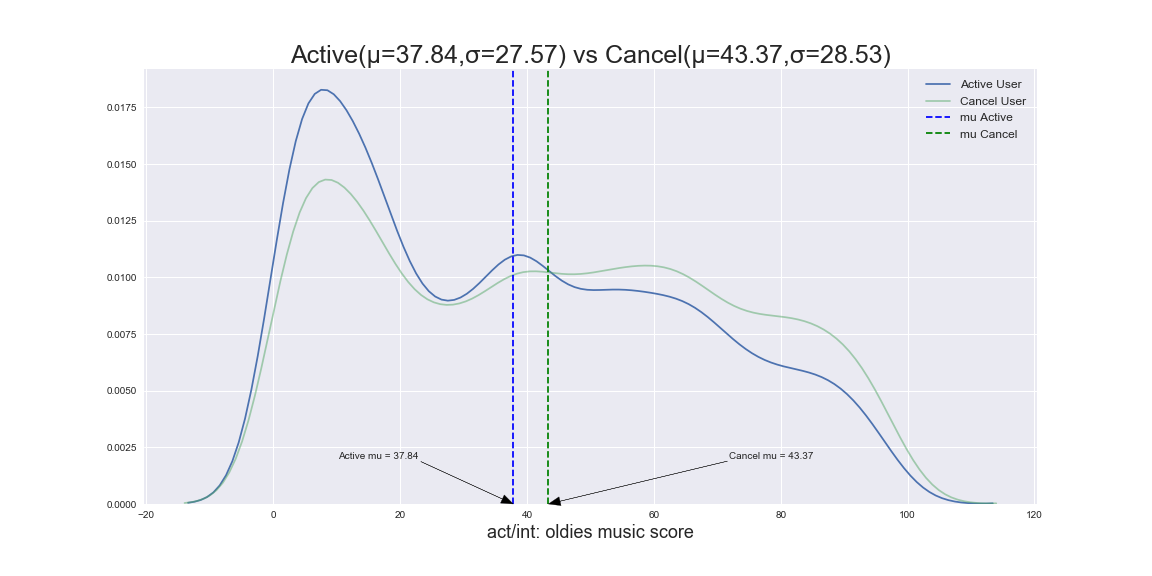 Active(μ=37.84,σ=27.57) vs Cancel(μ=43.37,σ=28.53)
Active User
Cancel User
mu Active
mu Cancel
0.0175
0.0150
0.0125
0.0100
0.0075
0.0050
0.0025
0.0000
Active mu = 37.84
Cancel mu = 43.37
−20 0 20 40 60 80 100 120
act/int: oldies music score